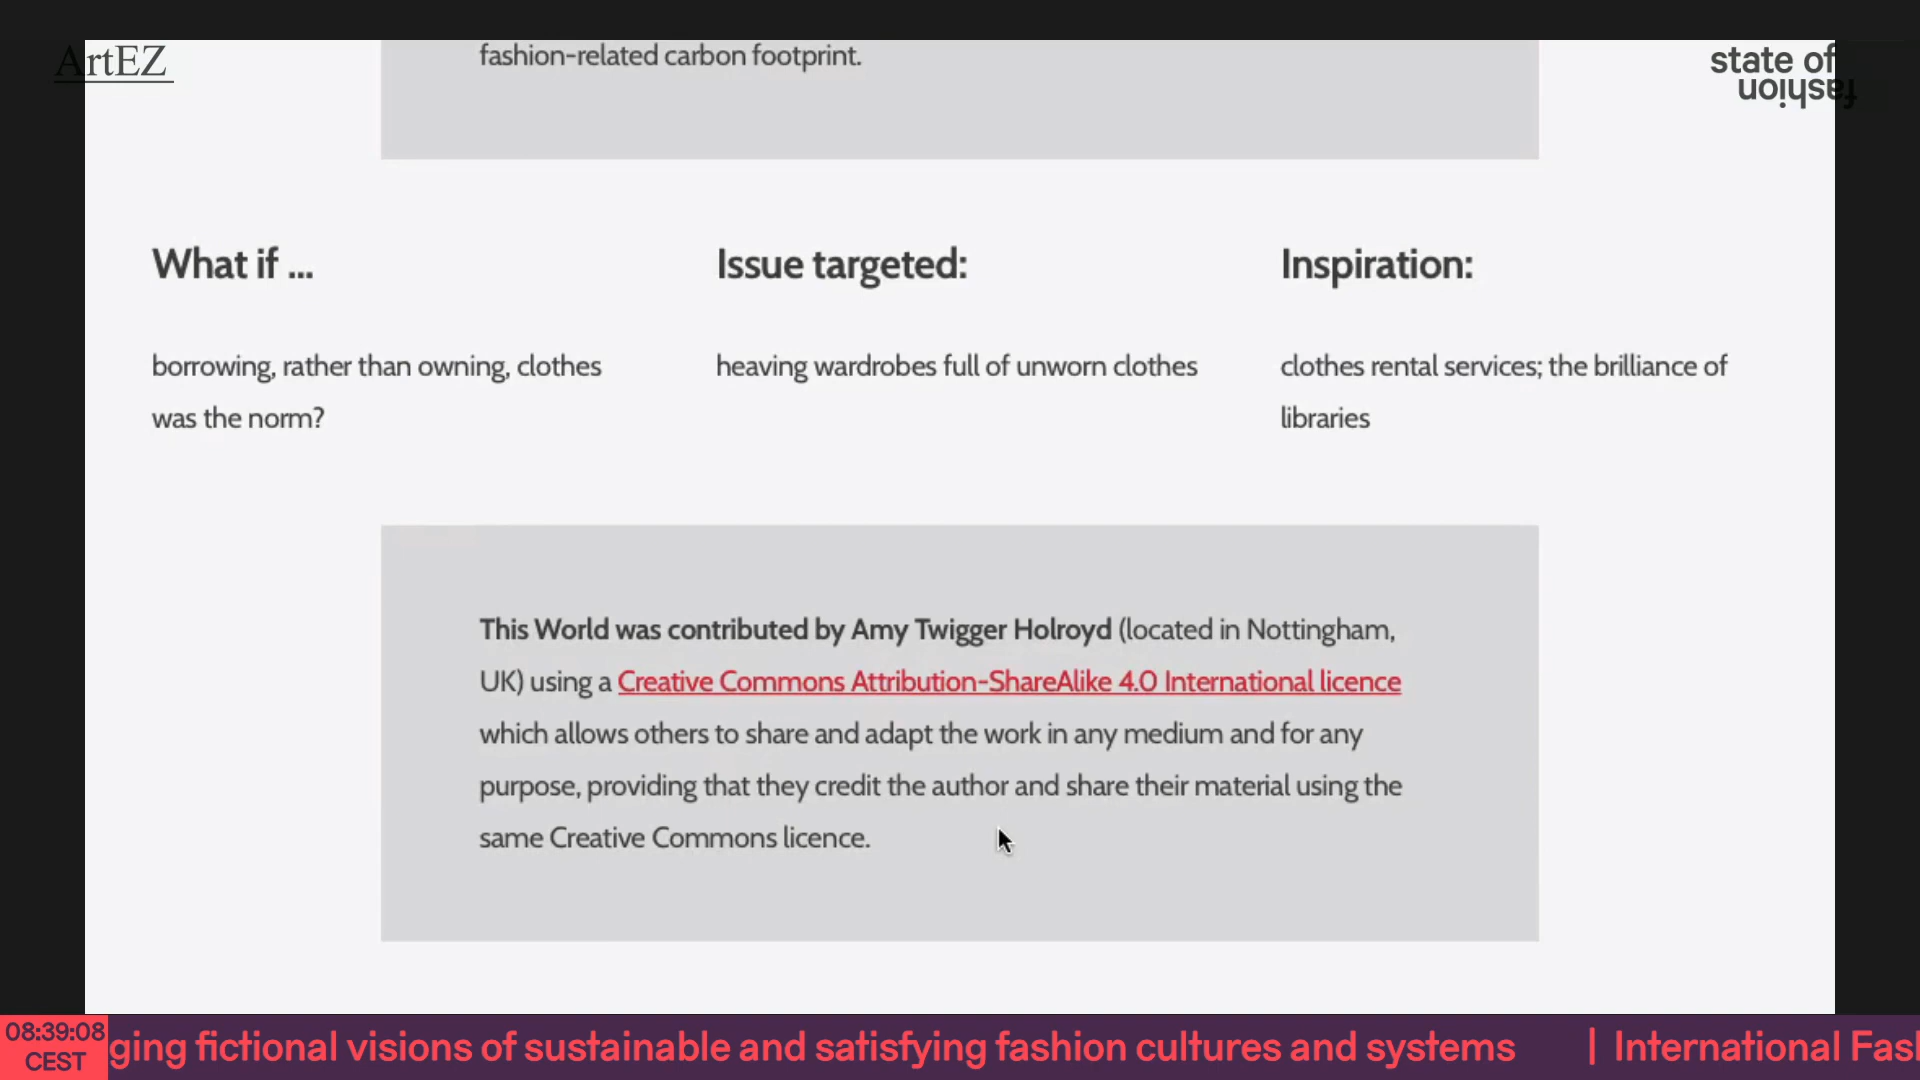 ArtEZ
state of
fashion
fashion-related carbon footprint.
What if ...
borrowing, rather than owning, clothes
was the norm?
Issue targeted:
heaving wardrobes full of unworn clothes
Inspiration:
clothes rental services; the brilliance of
libraries
This World was contributed by Amy Twigger Holroyd (located in Nottingham,
UK) using a Creative Commons Attribution-ShareAlike 4.0 International licence
which allows others to share and adapt the work in any medium and for any
purpose, providing that they credit the author and share their material using the
same Creative Commons licence.
08:39:08
CEST
ging fictional visions of sustainable and satisfying fashion cultures and systems | International Fash